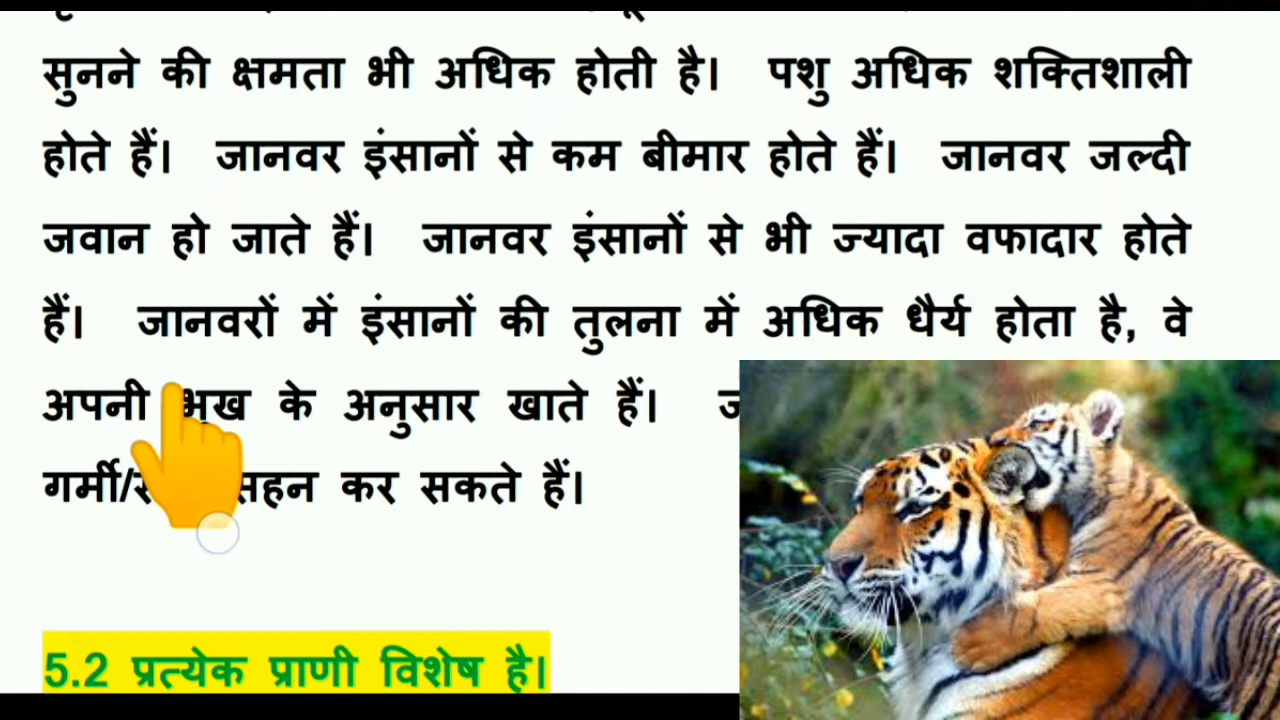 सुनने की क्षमता भी अधिक होती है। पशु अधिक शक्तिशाली
होते हैं। जानवर इंसानों से कम बीमार होते हैं। जानवर जल्दी
जवान हो जाते हैं। जानवर इंसानों से भी ज्यादा वफादार होते
हैं। जानवरों में इंसानों की तुलना में अधिक धैर्य होता है, वे
अपनी भूख के अनुसार खाते हैं।
गर्मी/ सहन कर सकते हैं।
5.2 प्रत्येक प्राणी विशेष है।